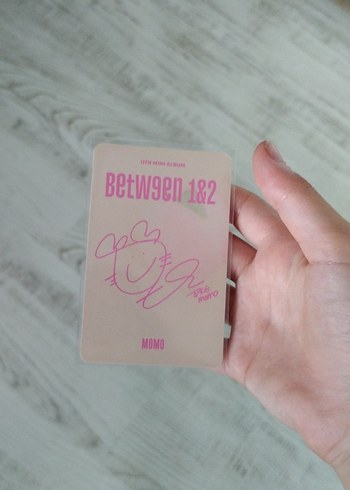 11TH MINI ALBUM
BETWEEN 1&2
MOMO